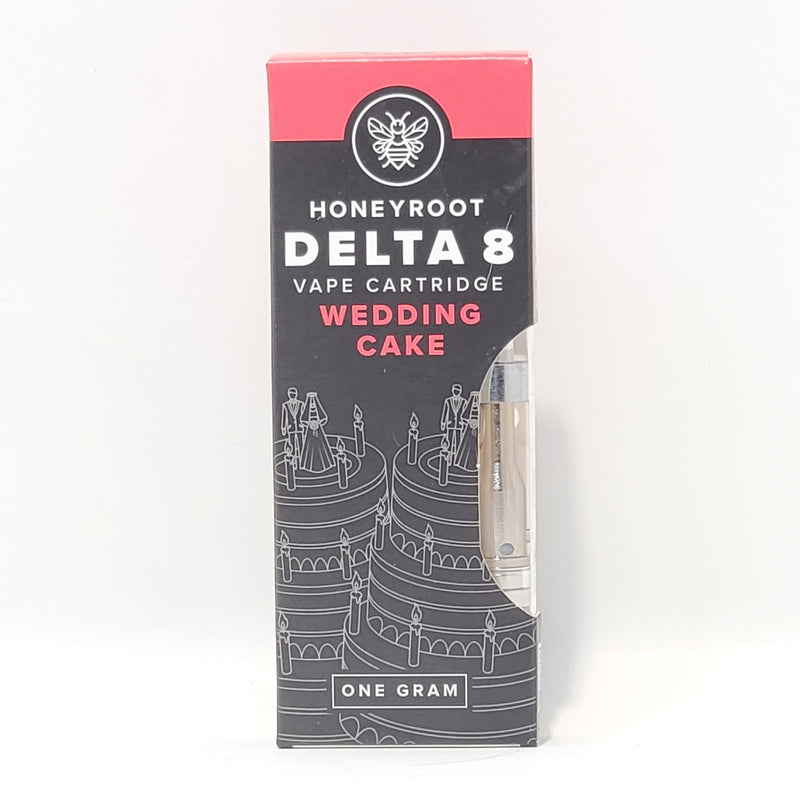 HONEYROOT
DELTA 8
VAPE CARTRIDGE
WEDDING
CAKE
ONE GRAM